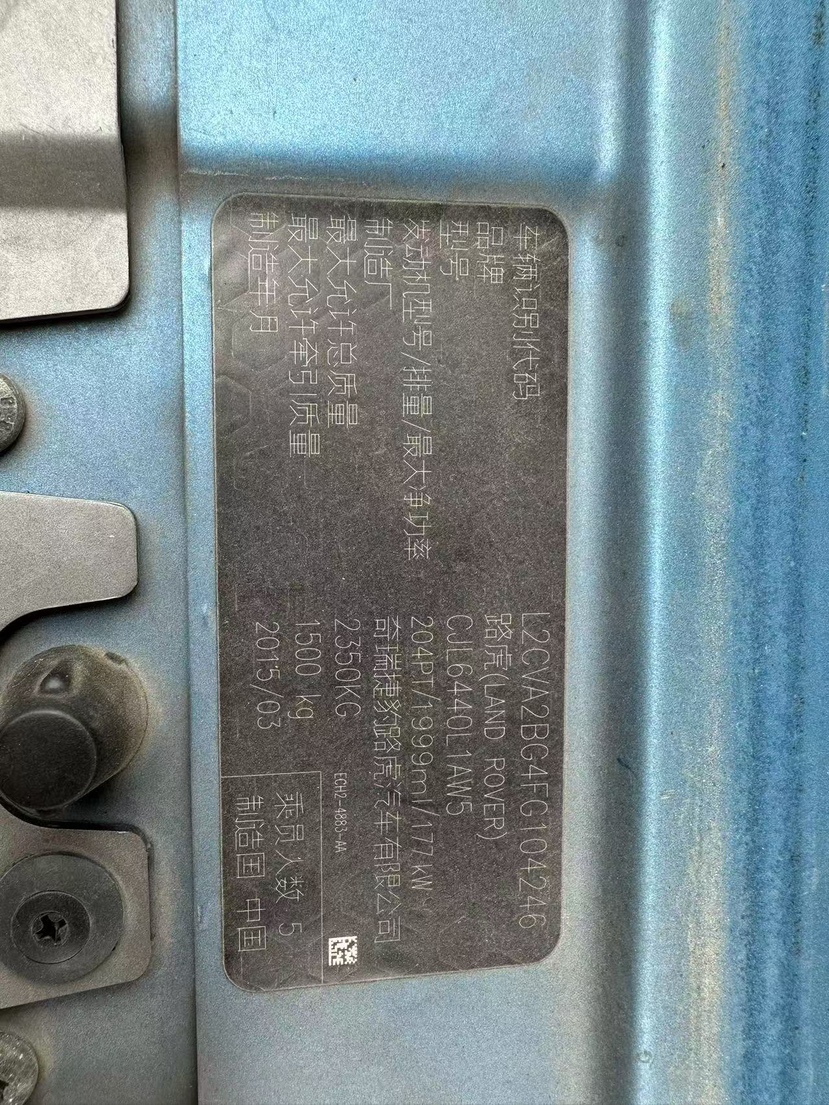 车辆识别代码 L2CVA2BG4FG104246
品牌 路虎(LAND ROVER)
型号 CJL6440L1AW5
发动机型号/排量/最大净功率 204PT/1999ml/177kW
制造厂 奇瑞捷豹路虎汽车有限公司
最大允许总质量 2350KG
最大允许牵引质量 1500 kg
制造年月 2015/03
ECH2-4883-AA
乘员人数 5
制造国 中国